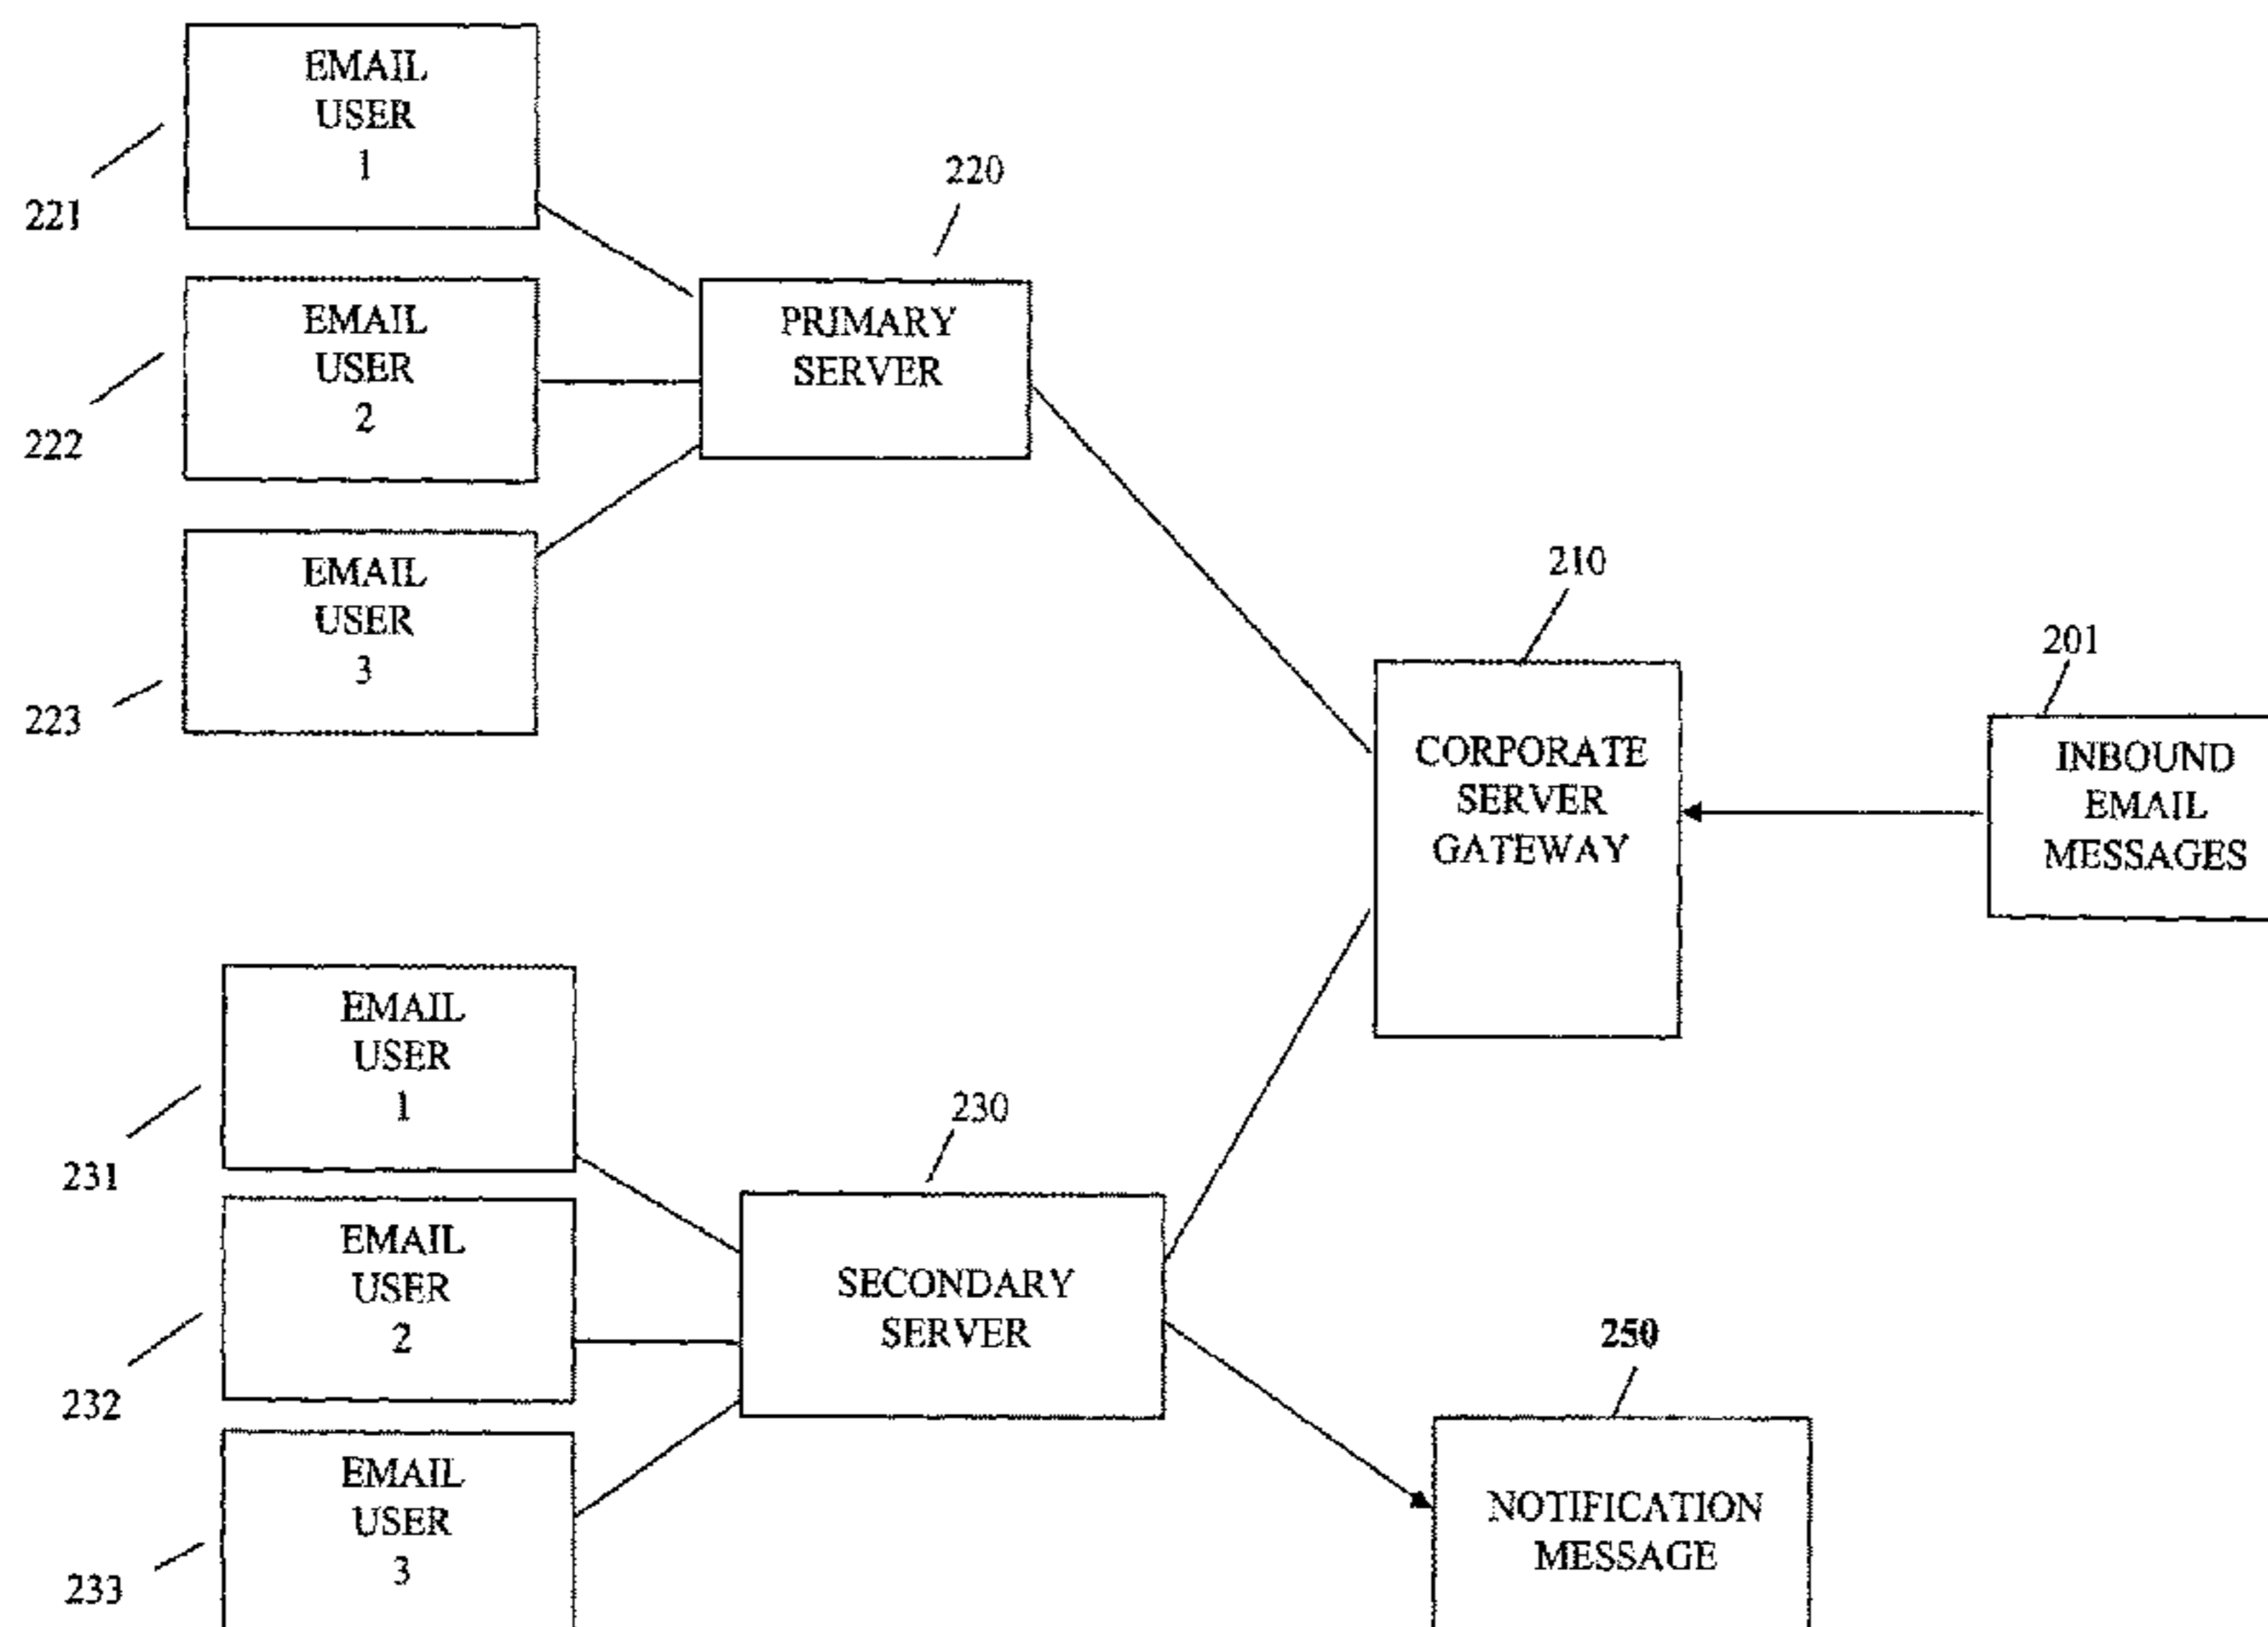 EMAIL
USER
1
221
220
EMAIL
USER
2
222
PRIMARY
SERVER
EMAIL
USER
3
223
210
CORPORATE
SERVER
GATEWAY
201
INBOUND
EMAIL
MESSAGES
EMAIL
USER
1
231
230
EMAIL
USER
2
232
SECONDARY
SERVER
EMAIL
USER
3
233
250
NOTIFICATION
MESSAGE